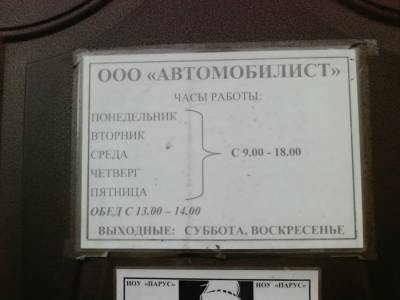 ООО «АВТОМОБИЛИСТ»
ЧАСЫ РАБОТЫ:
ПОНЕДЕЛЬНИК
ВТОРНИК
СРЕДА
С 9.00 - 18.00
ЧЕТВЕРГ
ПЯТНИЦА
ОБЕД С 13.00 - 14.00
ВЫХОДНЫЕ: СУББОТА, ВОСКРЕСЕНЬЕ
НОУ «ПАРУС» НОУ «ПАРУС»